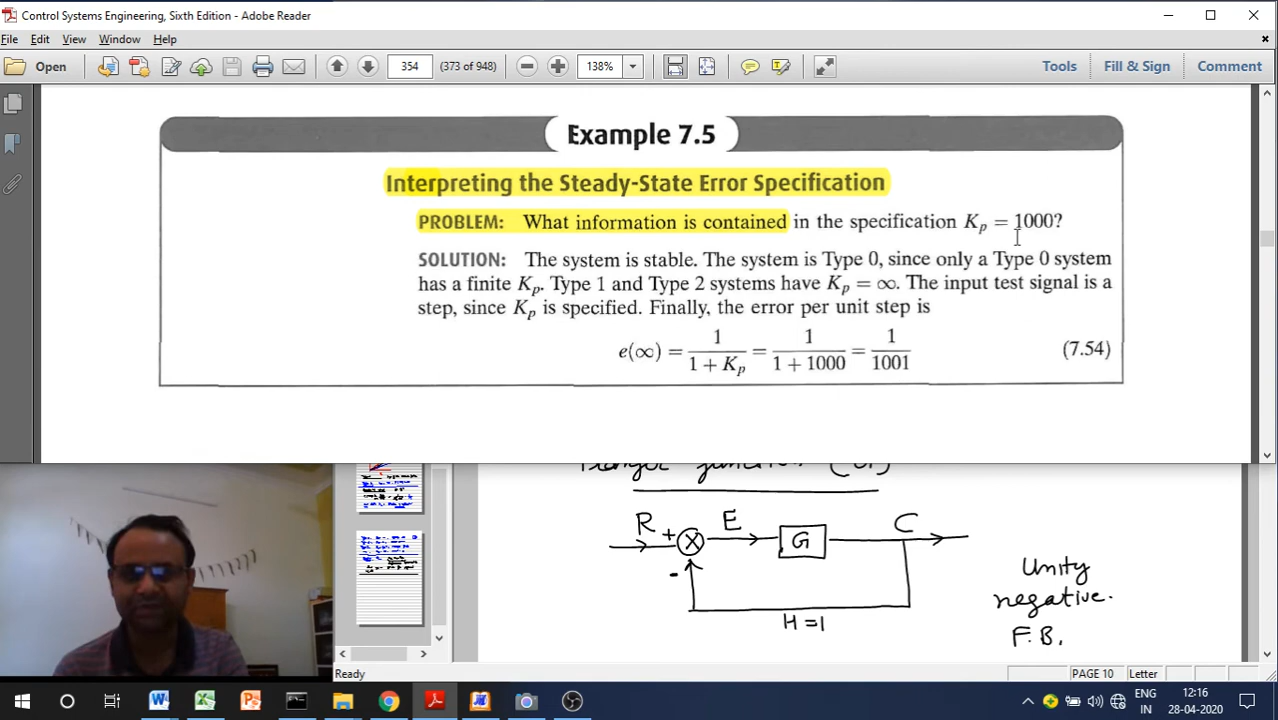 Control Systems Engineering, Sixth Edition - Adobe Reader
File Edit View Window Help
Open 354 (373 of 948) 138% Tools Fill & Sign Comment
Example 7.5
Interpreting the Steady-State Error Specification
PROBLEM: What information is contained in the specification Kp = 1000?
SOLUTION: The system is stable. The system is Type 0, since only a Type 0 system
has a finite Kp. Type 1 and Type 2 systems have Kp = ∞. The input test signal is a
step, since Kp is specified. Finally, the error per unit step is
e(∞) = 1/(1 + Kp) = 1/(1 + 1000) = 1/1001 (7.54)
R + E G C
X
-
H = 1
Unity
negative.
F.B.
Ready PAGE 10 Letter
ENG 12:16
IN 28-04-2020